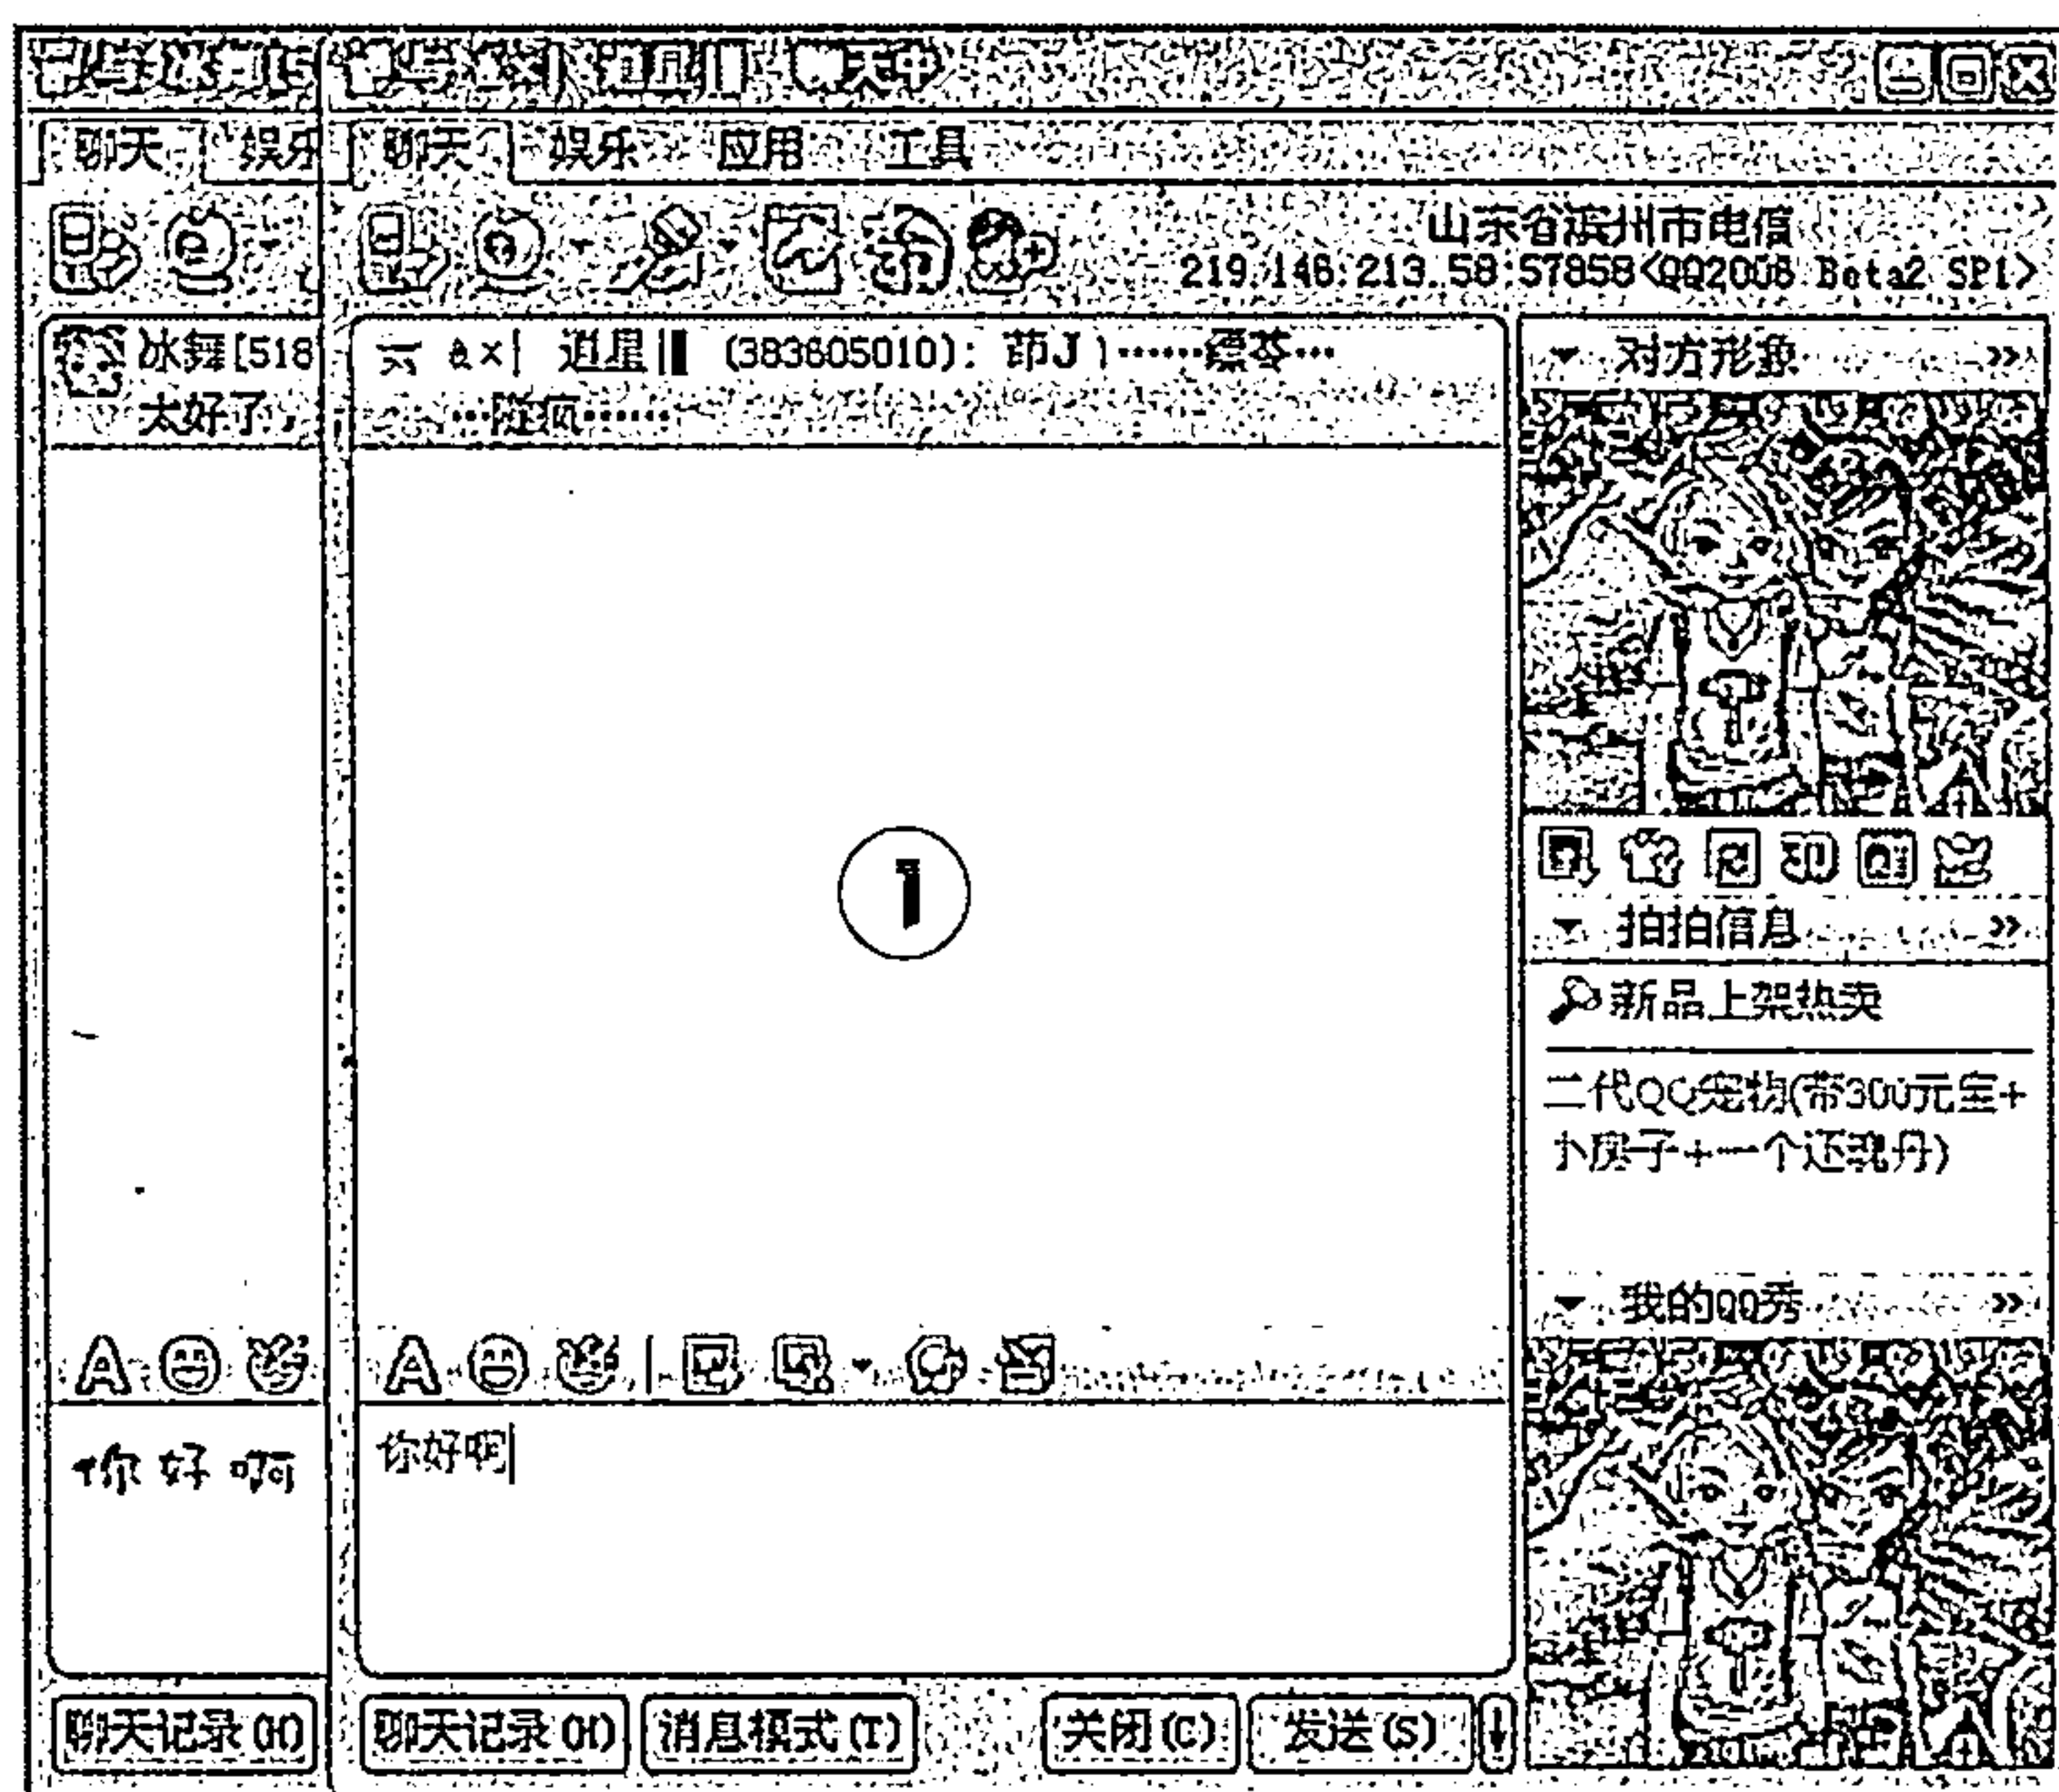 聊天 娱乐
聊天 娱乐 应用 工具
山东省滨州市电信
219.146.213.58:57858<QQ2006 Beta2 SP1>
冰舞[518
太好了，
(383605010):
对方形象
1
拍拍信息
新品上架热卖
二代QQ宠物(带300元宝+
房子+一个还魂丹)
我的QQ秀
你好啊
你好啊
聊天记录(H)
聊天记录(H) 消息模式(T) 关闭(C) 发送(S)